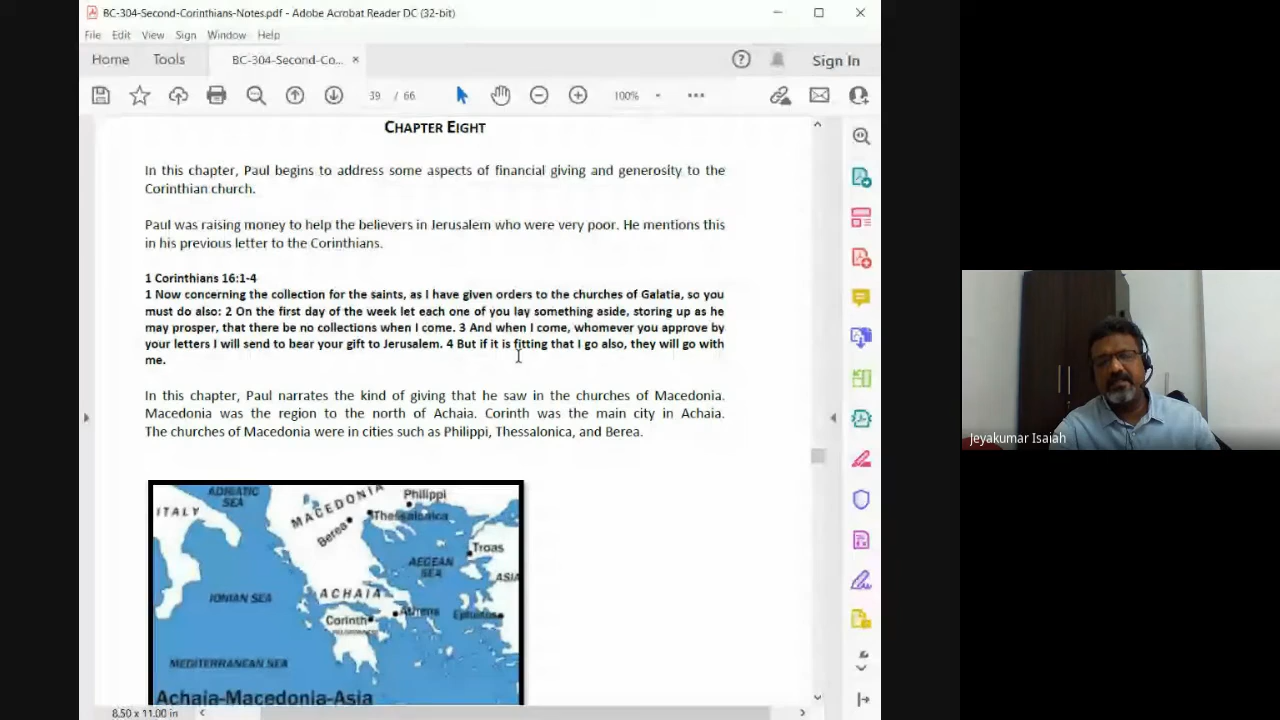 BC-304-Second-Corinthians-Notes.pdf - Adobe Acrobat Reader DC (32-bit)
File Edit View Sign Window Help
Home Tools BC-304-Second-Co... × Sign In
39 / 66 100%
CHAPTER EIGHT
In this chapter, Paul begins to address some aspects of financial giving and generosity to the
Corinthian church.
Paul was raising money to help the believers in Jerusalem who were very poor. He mentions this
in his previous letter to the Corinthians.
1 Corinthians 16:1-4
1 Now concerning the collection for the saints, as I have given orders to the churches of Galatia, so you
must do also: 2 On the first day of the week let each one of you lay something aside, storing up as he
may prosper, that there be no collections when I come. 3 And when I come, whomever you approve by
your letters I will send to bear your gift to Jerusalem. 4 But if it is fitting that I go also, they will go with
me.
In this chapter, Paul narrates the kind of giving that he saw in the churches of Macedonia.
Macedonia was the region to the north of Achaia. Corinth was the main city in Achaia.
The churches of Macedonia were in cities such as Philippi, Thessalonica, and Berea.
ADRIATIC
SEA
ITALY
MACEDONIA
Philippi
Thessalonica
Berea
Troas
AEGEAN
SEA
ASIA
IONIAN SEA
ACHAIA
Athens
Ephesus
Corinth
MEDITERRANEAN SEA
Achaia-Macedonia-Asia
8.50 x 11.00 in
Jeyakumar Isaiah